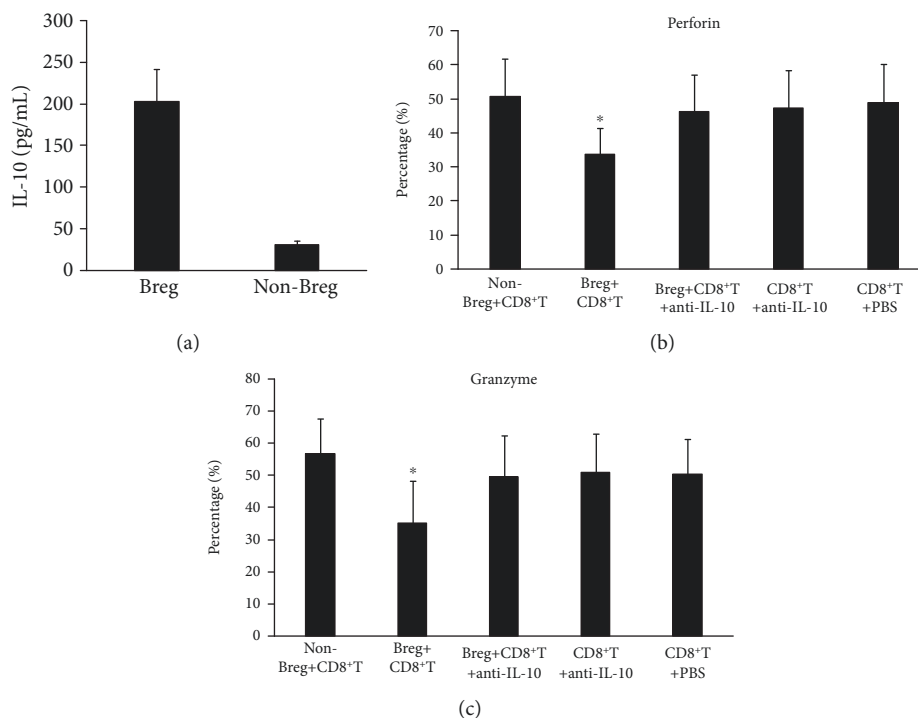 300
250
200
150
100
50
0
IL-10 (pg/mL)
Breg
Non-Breg
(a)
Perforin
70
60
50
40
30
20
10
0
Percentage (%)
*
Non-
Breg+CD8⁺T
Breg+
CD8⁺T
Breg+CD8⁺T
+anti-IL-10
CD8⁺T
+anti-IL-10
CD8⁺T
+PBS
(b)
Granzyme
80
70
60
50
40
30
20
10
0
Percentage (%)
*
Non-
Breg+CD8⁺T
Breg+
CD8⁺T
Breg+CD8⁺T
+anti-IL-10
CD8⁺T
+anti-IL-10
CD8⁺T
+PBS
(c)